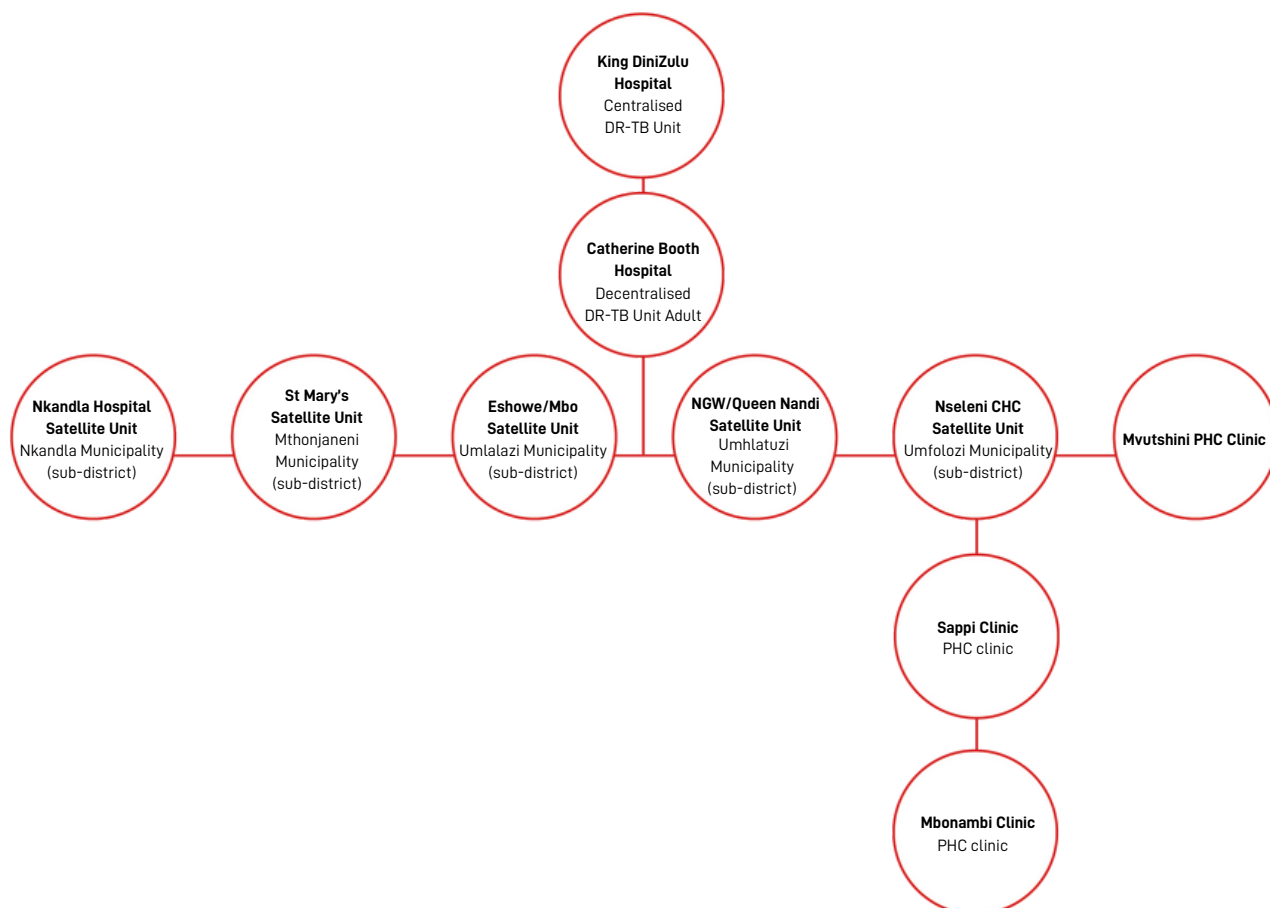 King DiniZulu
Hospital
Centralised
DR-TB Unit
Catherine Booth
Hospital
Decentralised
DR-TB Unit Adult
Nkandla Hospital
Satellite Unit
Nkandla Municipality
(sub-district)
St Mary's
Satellite Unit
Mthonjaneni
Municipality
(sub-district)
Eshowe/Mbo
Satellite Unit
Umlalazi Municipality
(sub-district)
NGW/Queen Nandi
Satellite Unit
Umhlatuzi
Municipality
(sub-district)
Nseleni CHC
Satellite Unit
Umfolozi Municipality
(sub-district)
Mvutshini PHC Clinic
Sappi Clinic
PHC clinic
Mbonambi Clinic
PHC clinic